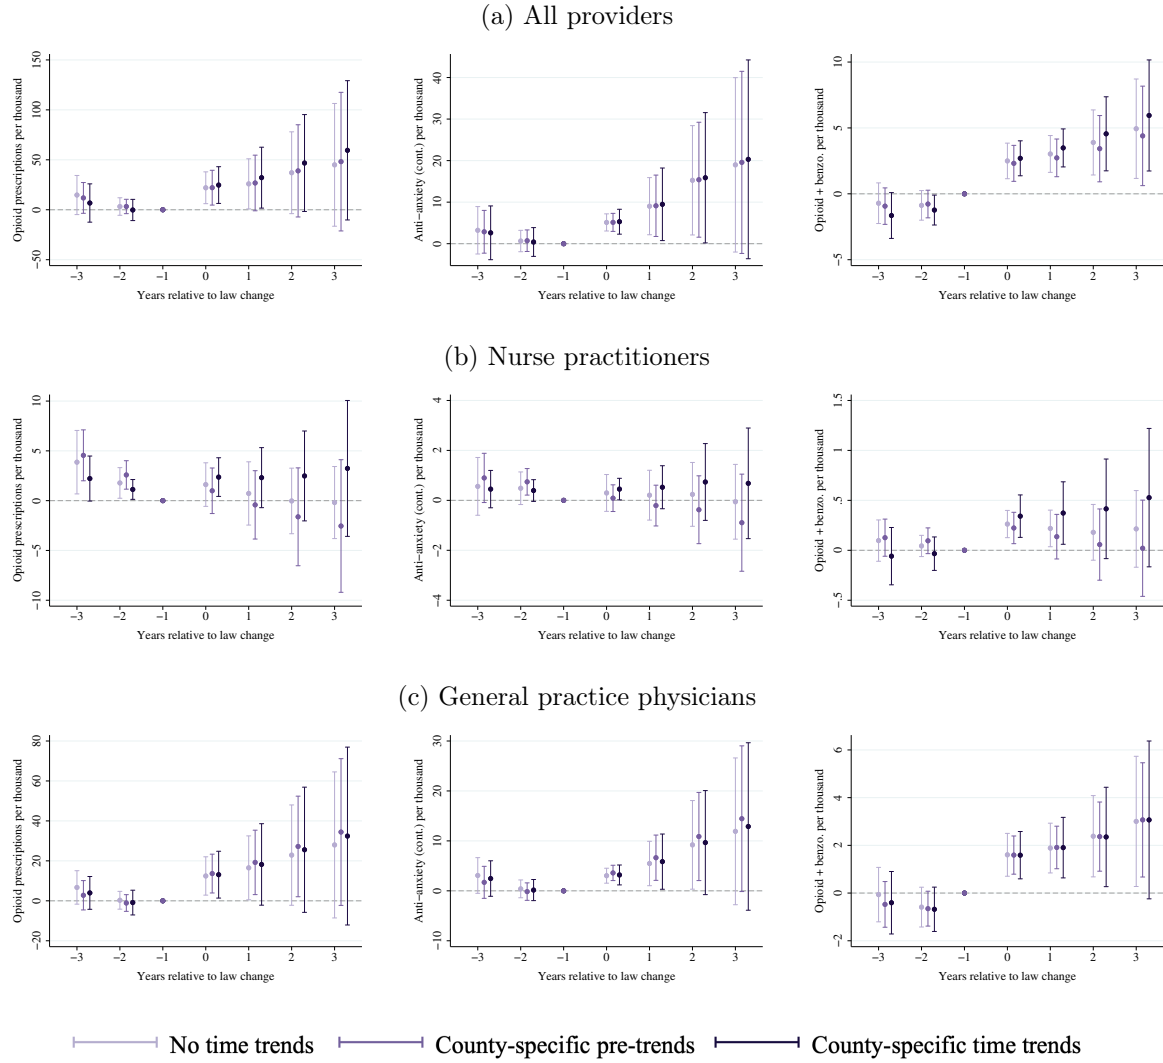 (a) All providers
Opioid prescriptions per thousand
150
100
50
0
−50
−3 −2 −1 0 1 2 3
Years relative to law change
Anti−anxiety (cont.) per thousand
40
30
20
10
0
−3 −2 −1 0 1 2 3
Years relative to law change
Opioid + benzo. per thousand
10
5
0
−5
−3 −2 −1 0 1 2 3
Years relative to law change
(b) Nurse practitioners
Opioid prescriptions per thousand
10
5
0
−5
−10
−3 −2 −1 0 1 2 3
Years relative to law change
Anti−anxiety (cont.) per thousand
4
2
0
−2
−4
−3 −2 −1 0 1 2 3
Years relative to law change
Opioid + benzo. per thousand
1.5
1
.5
0
−.5
−3 −2 −1 0 1 2 3
Years relative to law change
(c) General practice physicians
Opioid prescriptions per thousand
80
60
40
20
0
−20
−3 −2 −1 0 1 2 3
Years relative to law change
Anti−anxiety (cont.) per thousand
30
20
10
0
−10
−3 −2 −1 0 1 2 3
Years relative to law change
Opioid + benzo. per thousand
6
4
2
0
−2
−3 −2 −1 0 1 2 3
Years relative to law change
No time trends
County-specific pre-trends
County-specific time trends